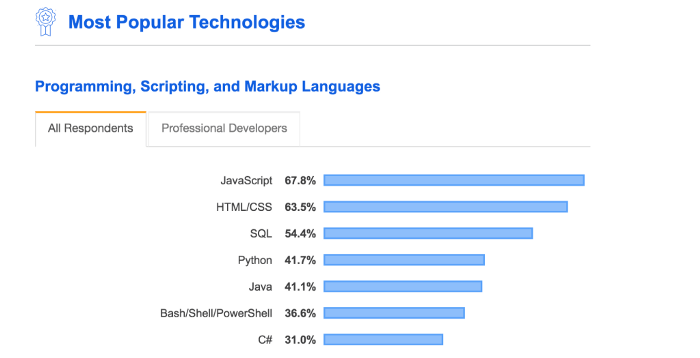 Most Popular Technologies
Programming, Scripting, and Markup Languages
All Respondents Professional Developers
JavaScript 67.8%
HTML/CSS 63.5%
SQL 54.4%
Python 41.7%
Java 41.1%
Bash/Shell/PowerShell 36.6%
C# 31.0%